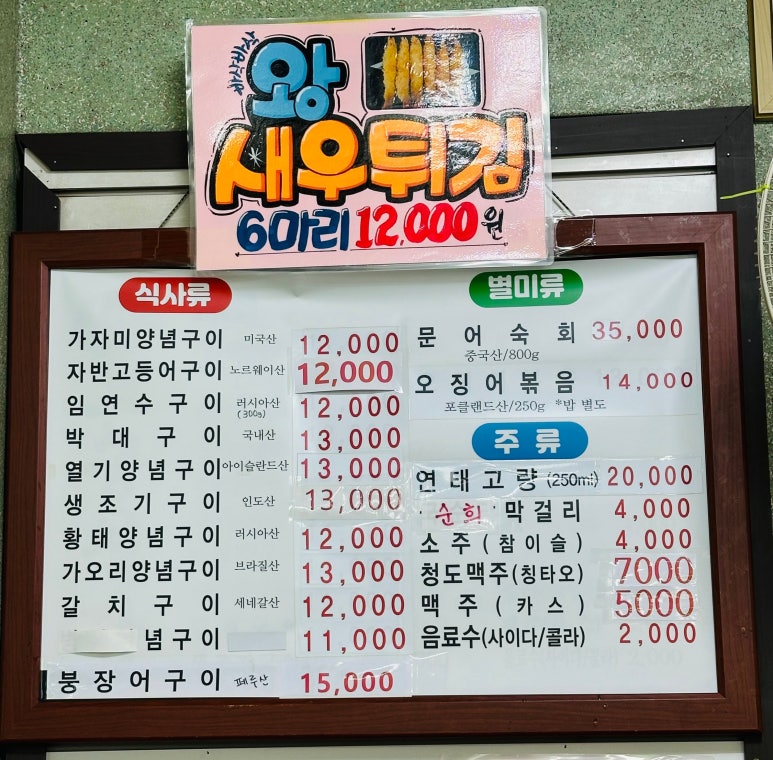 바삭바삭
왕
새우튀김
6마리 12,000원
식사류
가자미양념구이 미국산 12,000
자반고등어구이 노르웨이산 12,000
임연수구이 러시아산 (300g) 12,000
박대구이 국내산 13,000
열기양념구이 아이슬란드산 13,000
생조기구이 인도산 13,000
황태양념구이 러시아산 12,000
가오리양념구이 브라질산 13,000
갈치구이 세네갈산 12,000
념구이 11,000
붕장어구이 페루산 15,000
별미류
문어숙회 35,000
중국산/800g
오징어볶음 14,000
포클랜드산/250g *밥 별도
주류
연태고량 (250ml) 20,000
순희 막걸리 4,000
소주(참이슬) 4,000
청도맥주(칭타오) 7000
맥주(카스) 5000
음료수(사이다/콜라) 2,000